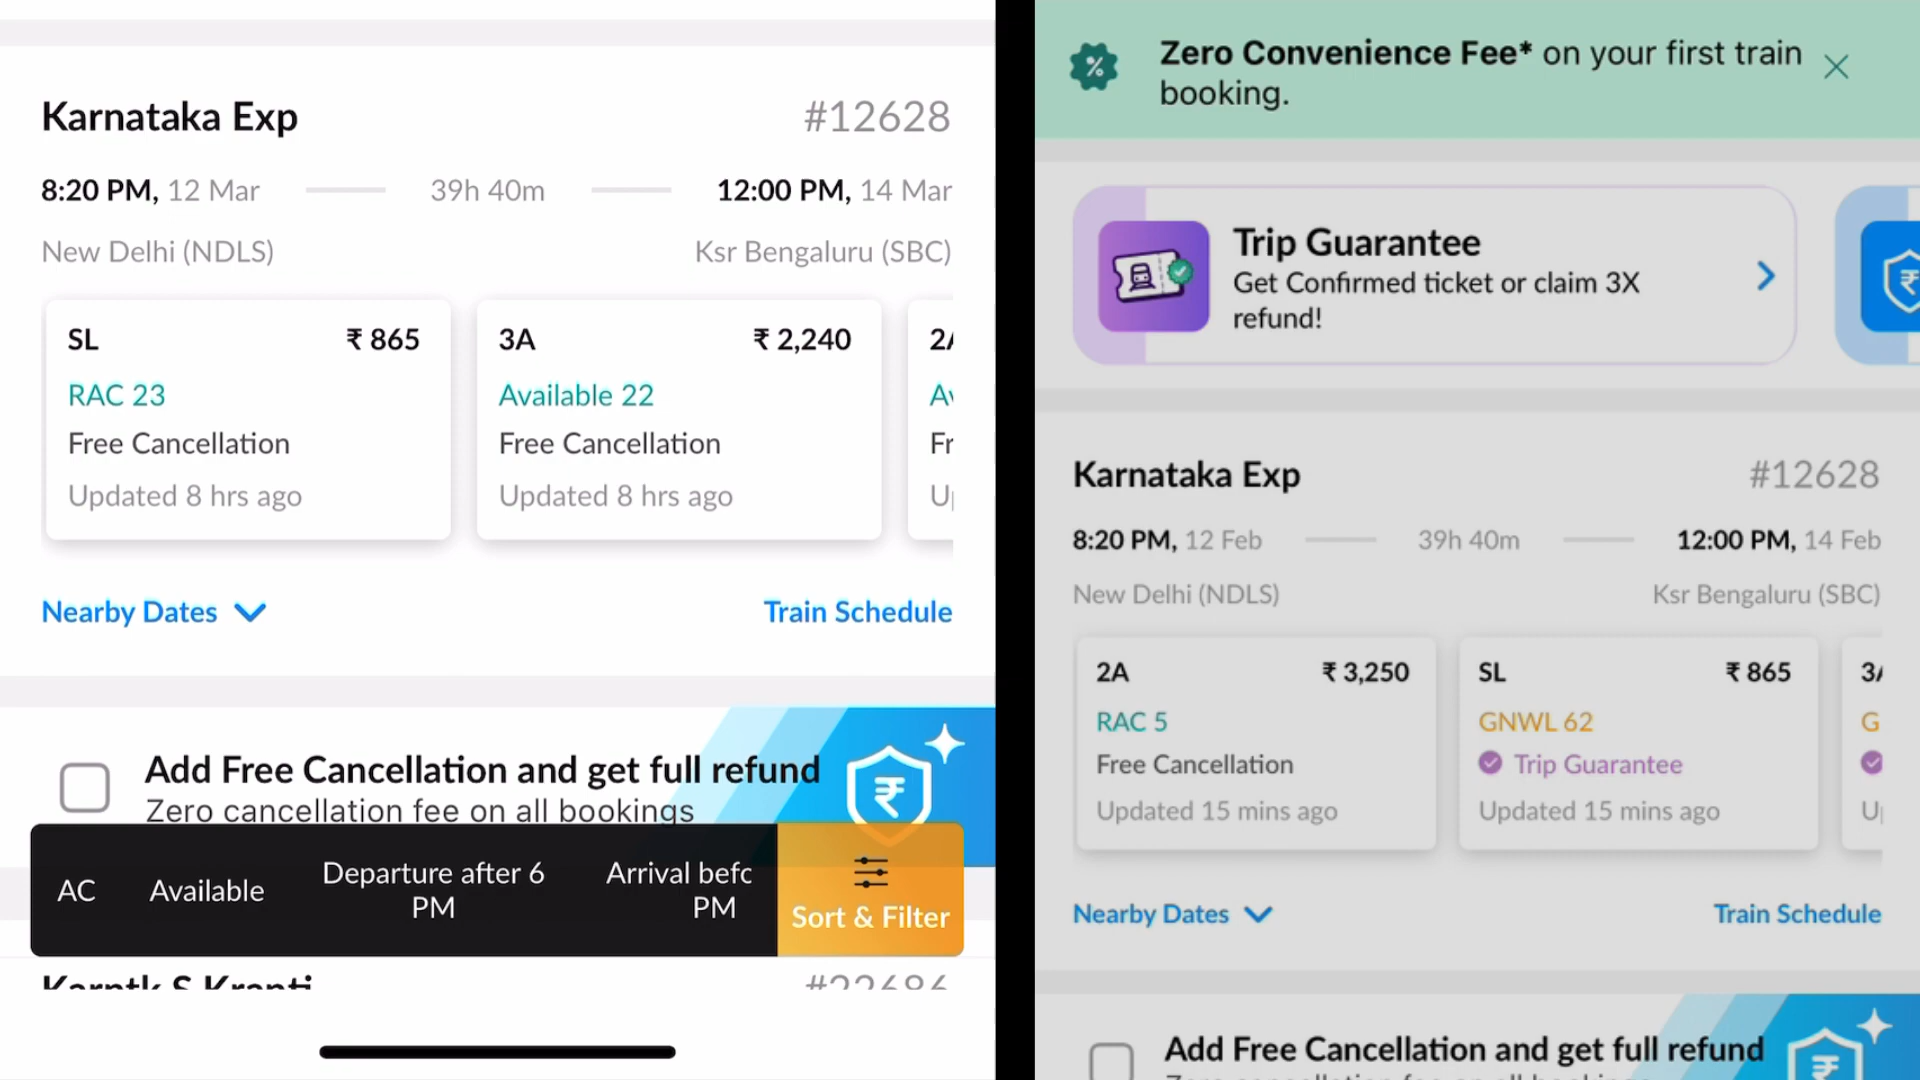 Karnataka Exp #12628
8:20 PM, 12 Mar 39h 40m 12:00 PM, 14 Mar
New Delhi (NDLS) Ksr Bengaluru (SBC)
SL ₹ 865 3A ₹ 2,240
RAC 23 Available 22
Free Cancellation Free Cancellation
Updated 8 hrs ago Updated 8 hrs ago
Nearby Dates Train Schedule
Add Free Cancellation and get full refund
Zero cancellation fee on all bookings
AC Available Departure after 6 PM Arrival PM
Sort & Filter
Zero Convenience Fee* on your first train
booking.
Trip Guarantee
Get Confirmed ticket or claim 3X
refund!
Karnataka Exp #12628
8:20 PM, 12 Feb 39h 40m 12:00 PM, 14 Feb
New Delhi (NDLS) Ksr Bengaluru (SBC)
2A ₹ 3,250 SL ₹ 865
RAC 5 GNWL 62
Free Cancellation Trip Guarantee
Updated 15 mins ago Updated 15 mins ago
Nearby Dates Train Schedule
Add Free Cancellation and get full refund